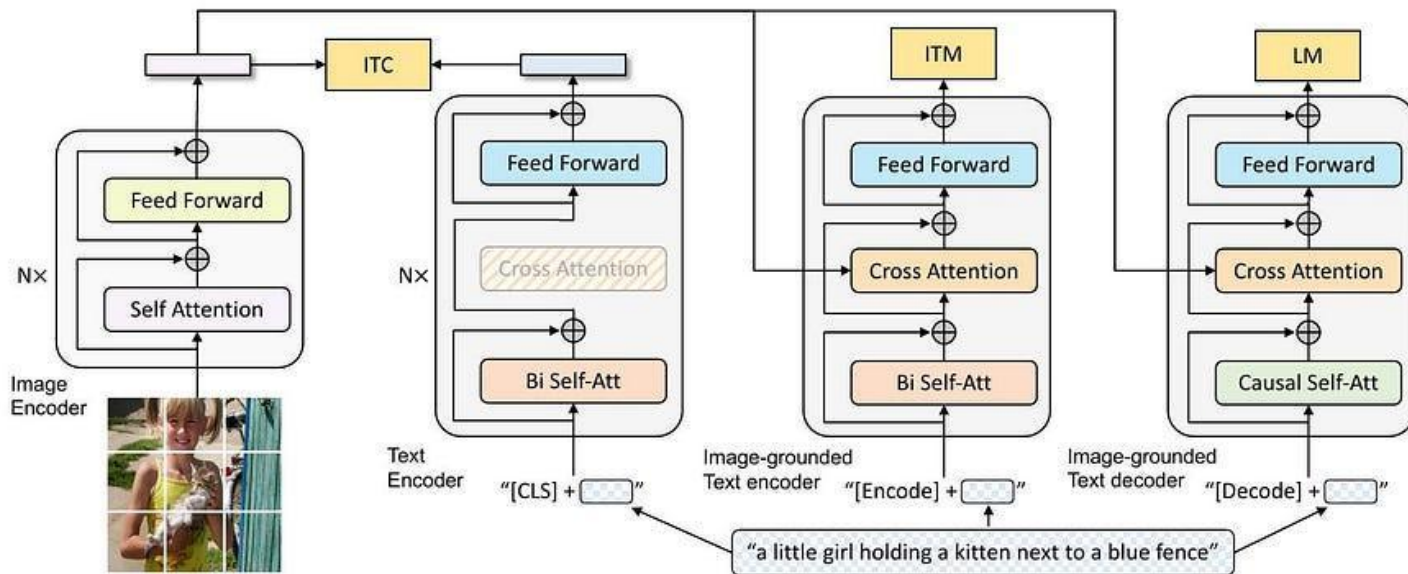 ITC
ITM
LM
Feed Forward
Self Attention
N×
Image
Encoder
Feed Forward
Cross Attention
Bi Self-Att
N×
Text
Encoder
"[CLS] + "
Feed Forward
Cross Attention
Bi Self-Att
Image-grounded
Text encoder
"[Encode] + "
Feed Forward
Cross Attention
Causal Self-Att
Image-grounded
Text decoder
"[Decode] + "
"a little girl holding a kitten next to a blue fence"